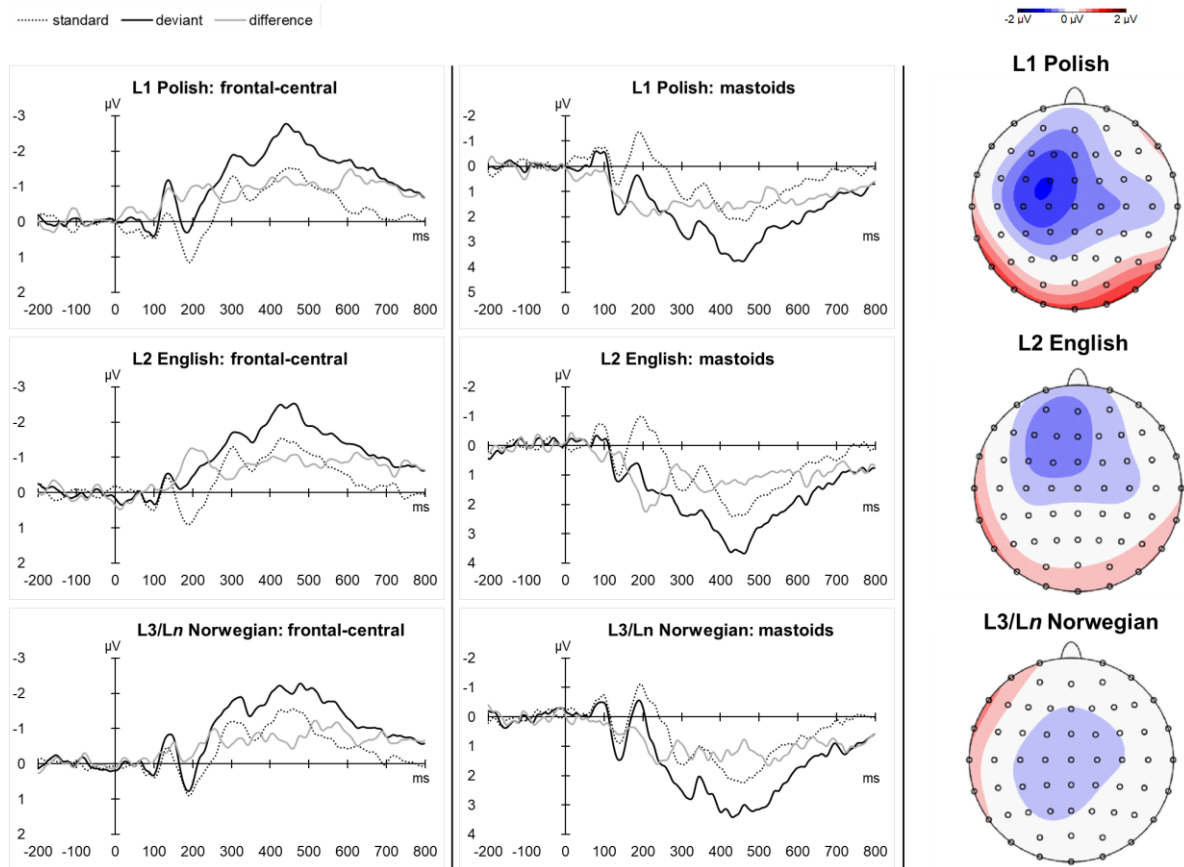 standard deviant difference
-2 µV 0 µV 2 µV
L1 Polish: frontal-central
µV
-3
-2
-1
0
1
2
ms
-200 -100 0 100 200 300 400 500 600 700 800
L1 Polish: mastoids
µV
-2
-1
0
1
2
3
4
5
ms
-200 -100 0 100 200 300 400 500 600 700 800
L1 Polish
L2 English: frontal-central
µV
-3
-2
-1
0
1
2
ms
-200 -100 0 100 200 300 400 500 600 700 800
L2 English: mastoids
µV
-2
-1
0
1
2
3
4
ms
-200 -100 0 100 200 300 400 500 600 700 800
L2 English
L3/Ln Norwegian: frontal-central
µV
-3
-2
-1
0
1
2
ms
-200 -100 0 100 200 300 400 500 600 700 800
L3/Ln Norwegian: mastoids
µV
-3
-2
-1
0
1
2
3
4
ms
-200 -100 0 100 200 300 400 500 600 700 800
L3/Ln Norwegian